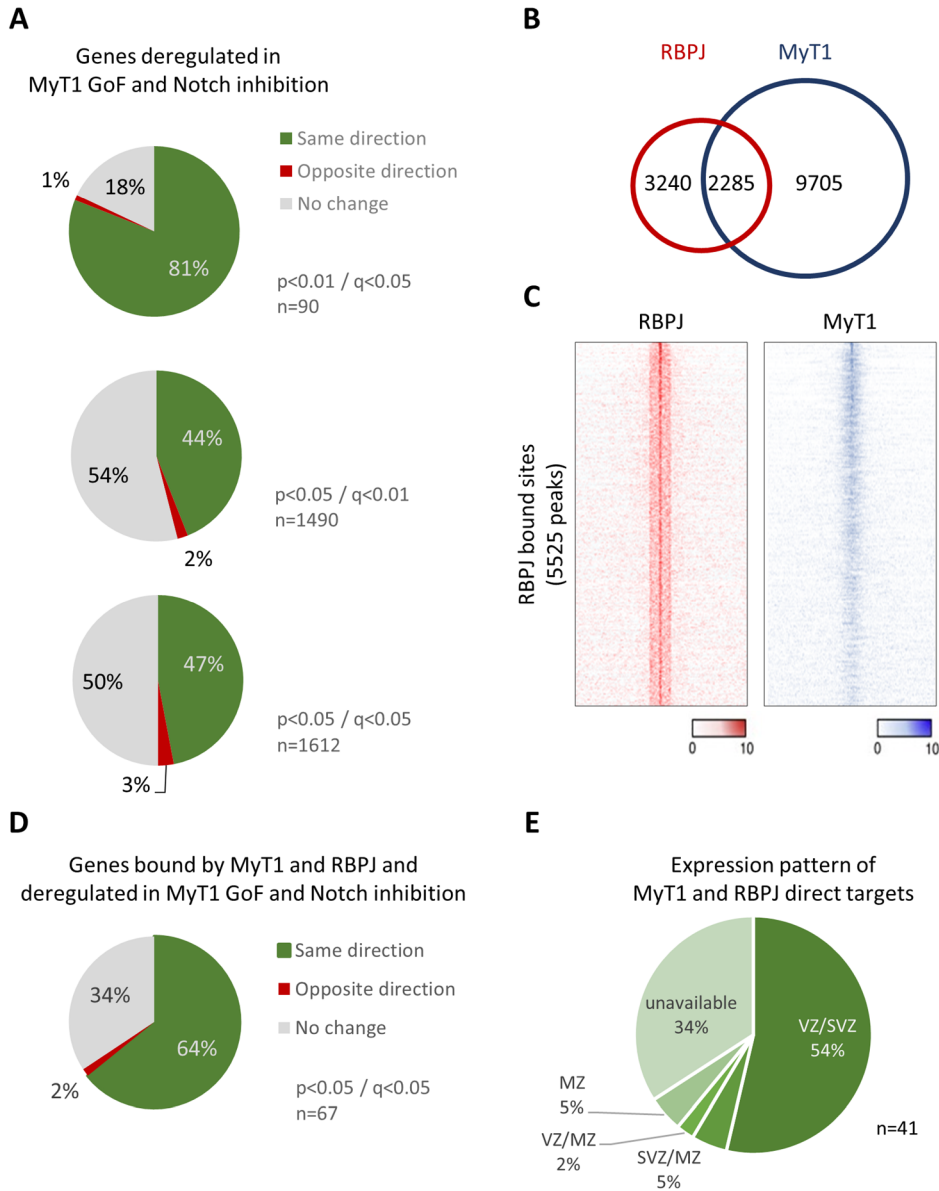 A
Genes deregulated in
MyT1 GoF and Notch inhibition
Same direction
Opposite direction
No change
1%
18%
81%
p<0.01 / q<0.05
n=90
44%
54%
2%
p<0.05 / q<0.01
n=1490
47%
50%
3%
p<0.05 / q<0.05
n=1612
B
RBPJ
MyT1
3240
2285
9705
C
RBPJ
MyT1
RBPJ bound sites
(5525 peaks)
0
10
0
10
D
Genes bound by MyT1 and RBPJ and
deregulated in MyT1 GoF and Notch inhibition
Same direction
Opposite direction
No change
34%
64%
2%
p<0.05 / q<0.05
n=67
E
Expression pattern of
MyT1 and RBPJ direct targets
unavailable
34%
VZ/SVZ
54%
MZ
5%
VZ/MZ
2%
SVZ/MZ
5%
n=41